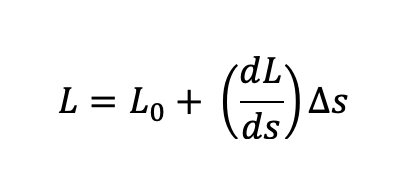 L = L₀ + (dL/ds) Δs